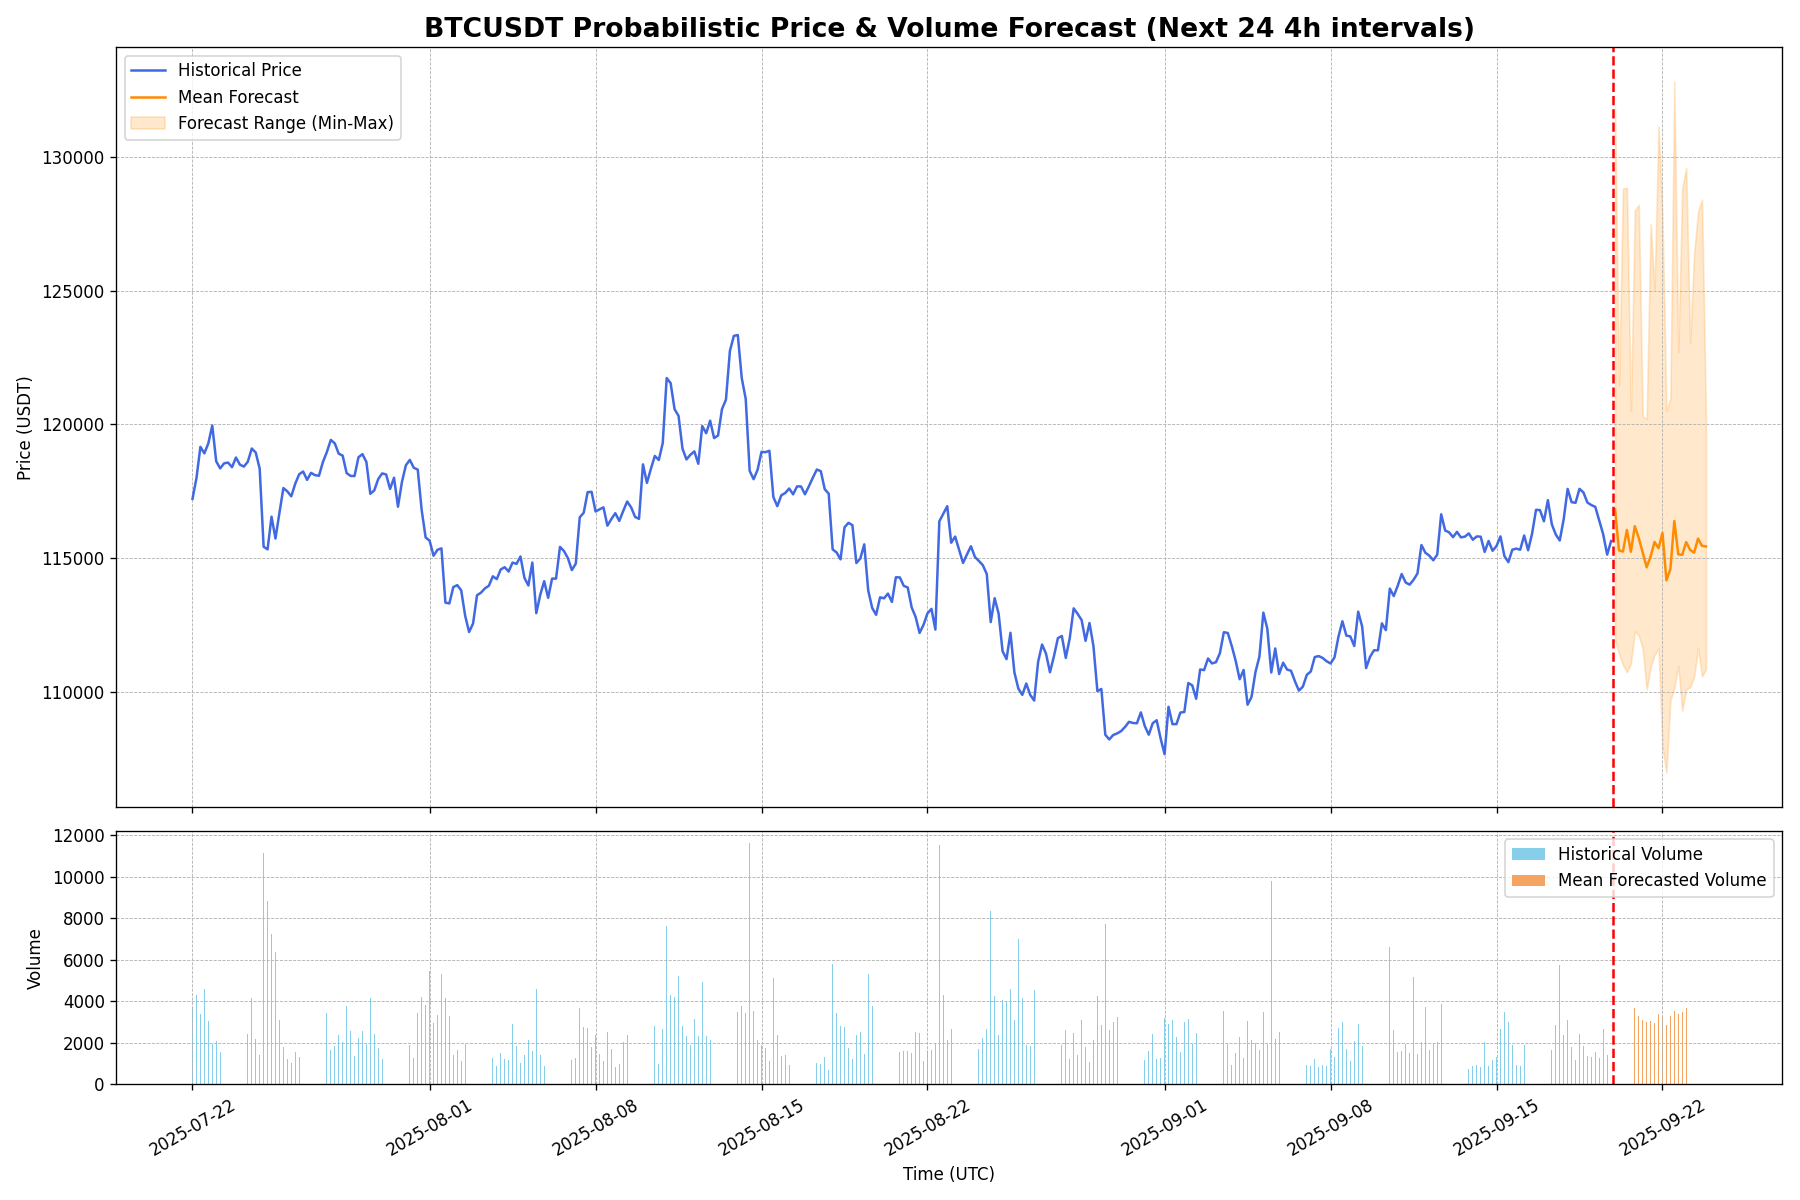 BTCUSDT Probabilistic Price & Volume Forecast (Next 24 4h intervals)
Historical Price
Mean Forecast
Forecast Range (Min-Max)
Price (USDT)
130000
125000
120000
115000
110000
Historical Volume
Mean Forecasted Volume
Volume
12000
10000
8000
6000
4000
2000
0
2025-07-22
2025-08-01
2025-08-08
2025-08-15
2025-08-22
2025-09-01
2025-09-08
2025-09-15
2025-09-22
Time (UTC)